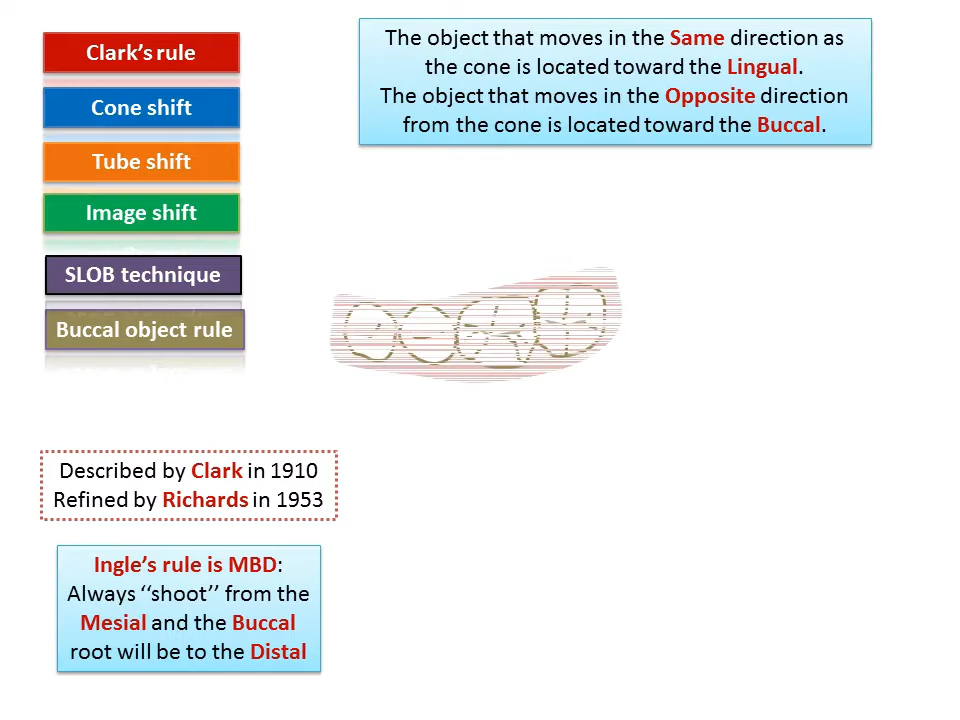 Clark's rule
Cone shift
Tube shift
Image shift
SLOB technique
Buccal object rule
The object that moves in the Same direction as
the cone is located toward the Lingual.
The object that moves in the Opposite direction
from the cone is located toward the Buccal.
Described by Clark in 1910
Refined by Richards in 1953
Ingle's rule is MBD:
Always ‘‘shoot’’ from the
Mesial and the Buccal
root will be to the Distal